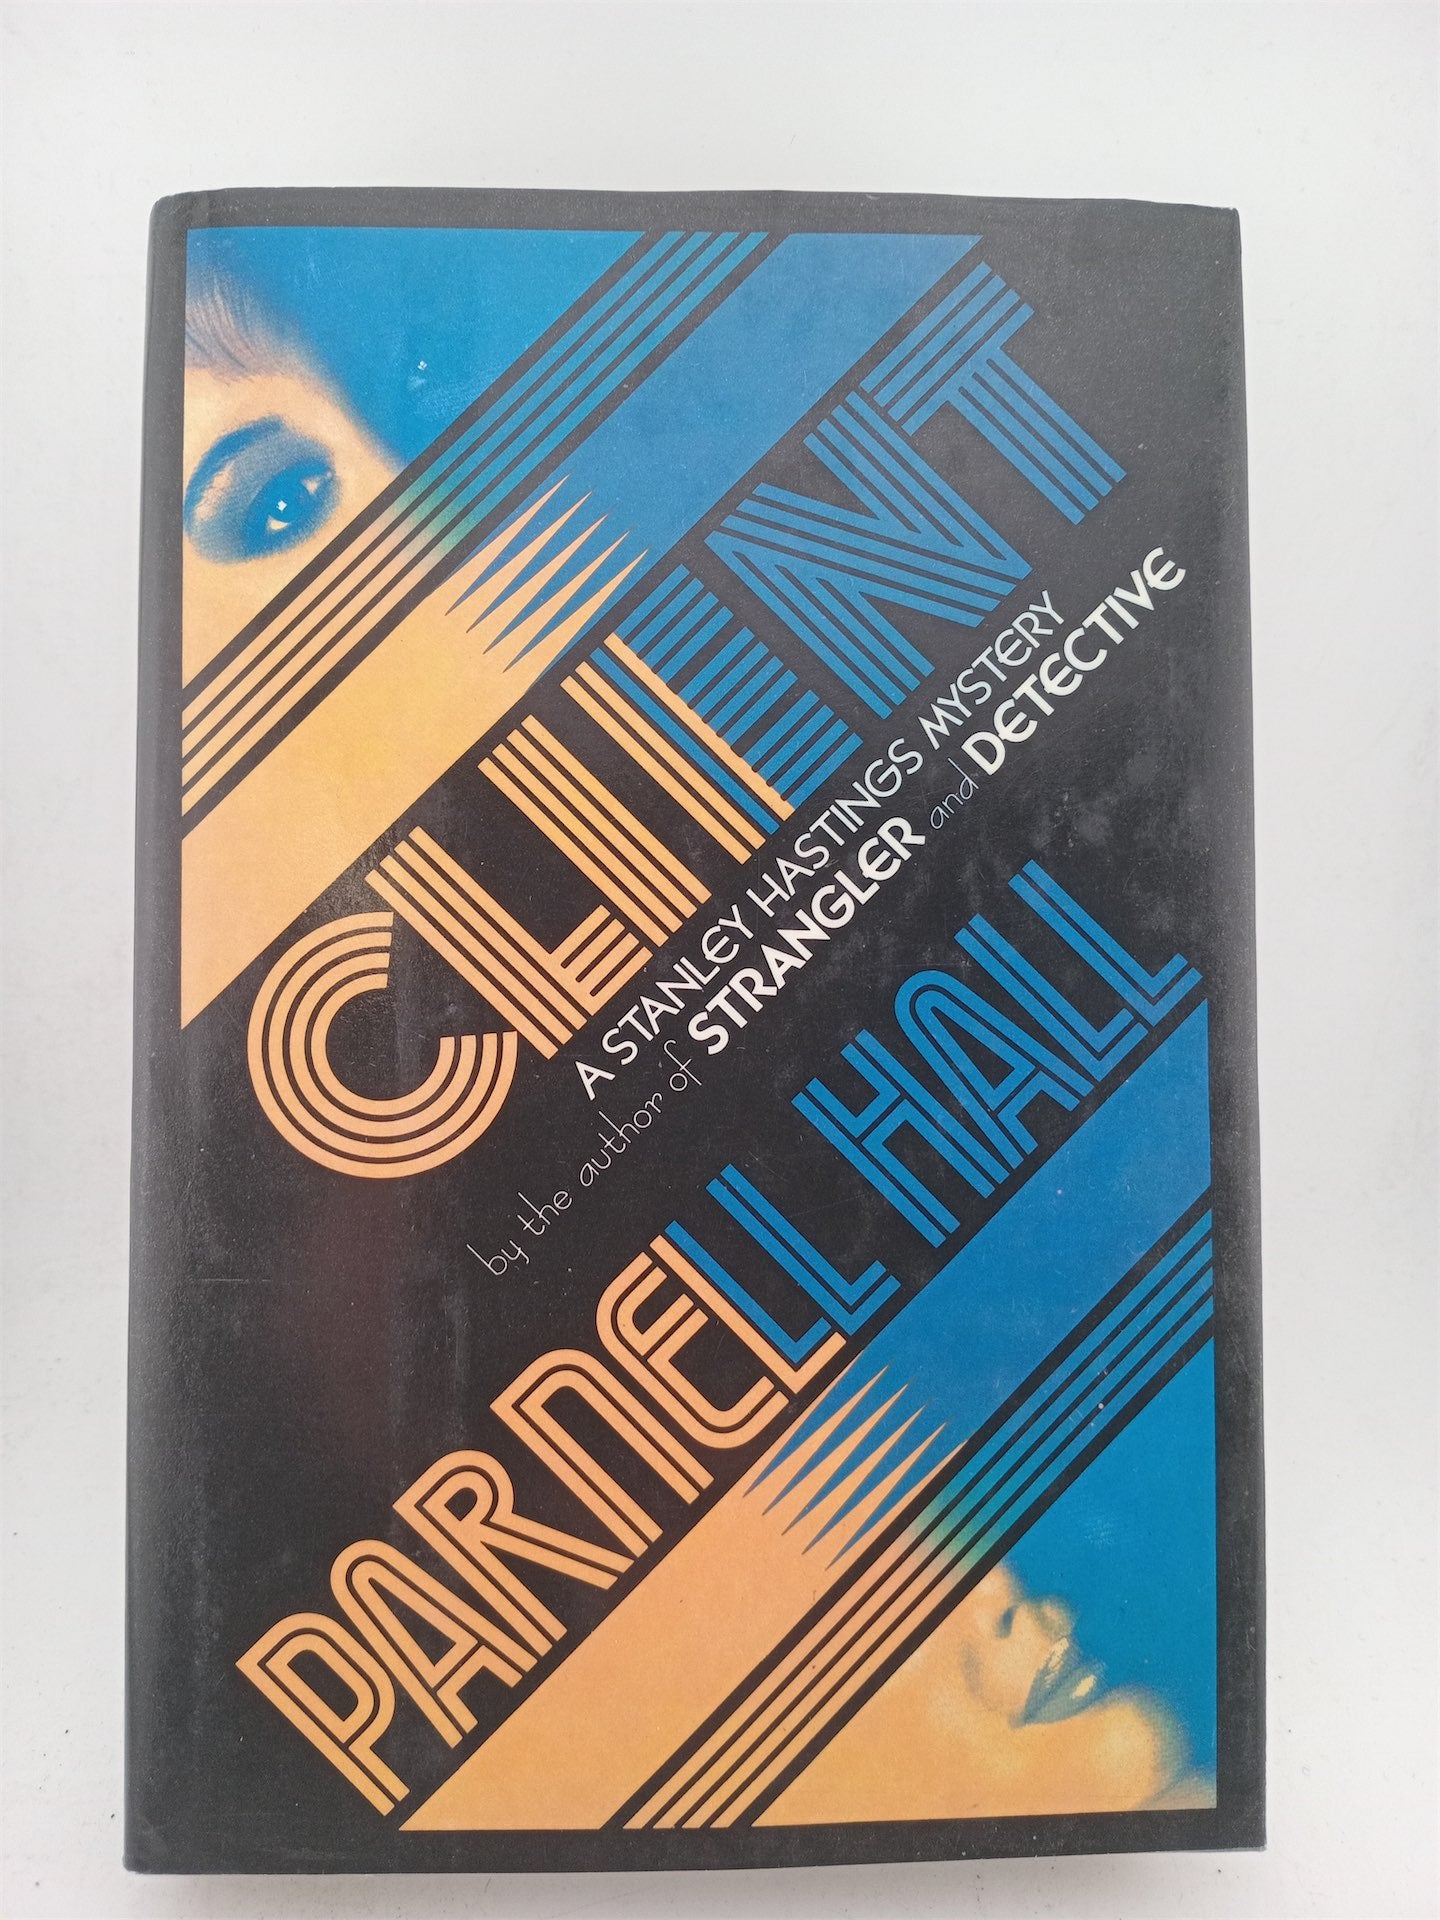 CLIENT
A STANLEY HASTINGS MYSTERY
by the author of STRANGLER and DETECTIVE
PARNELL HALL